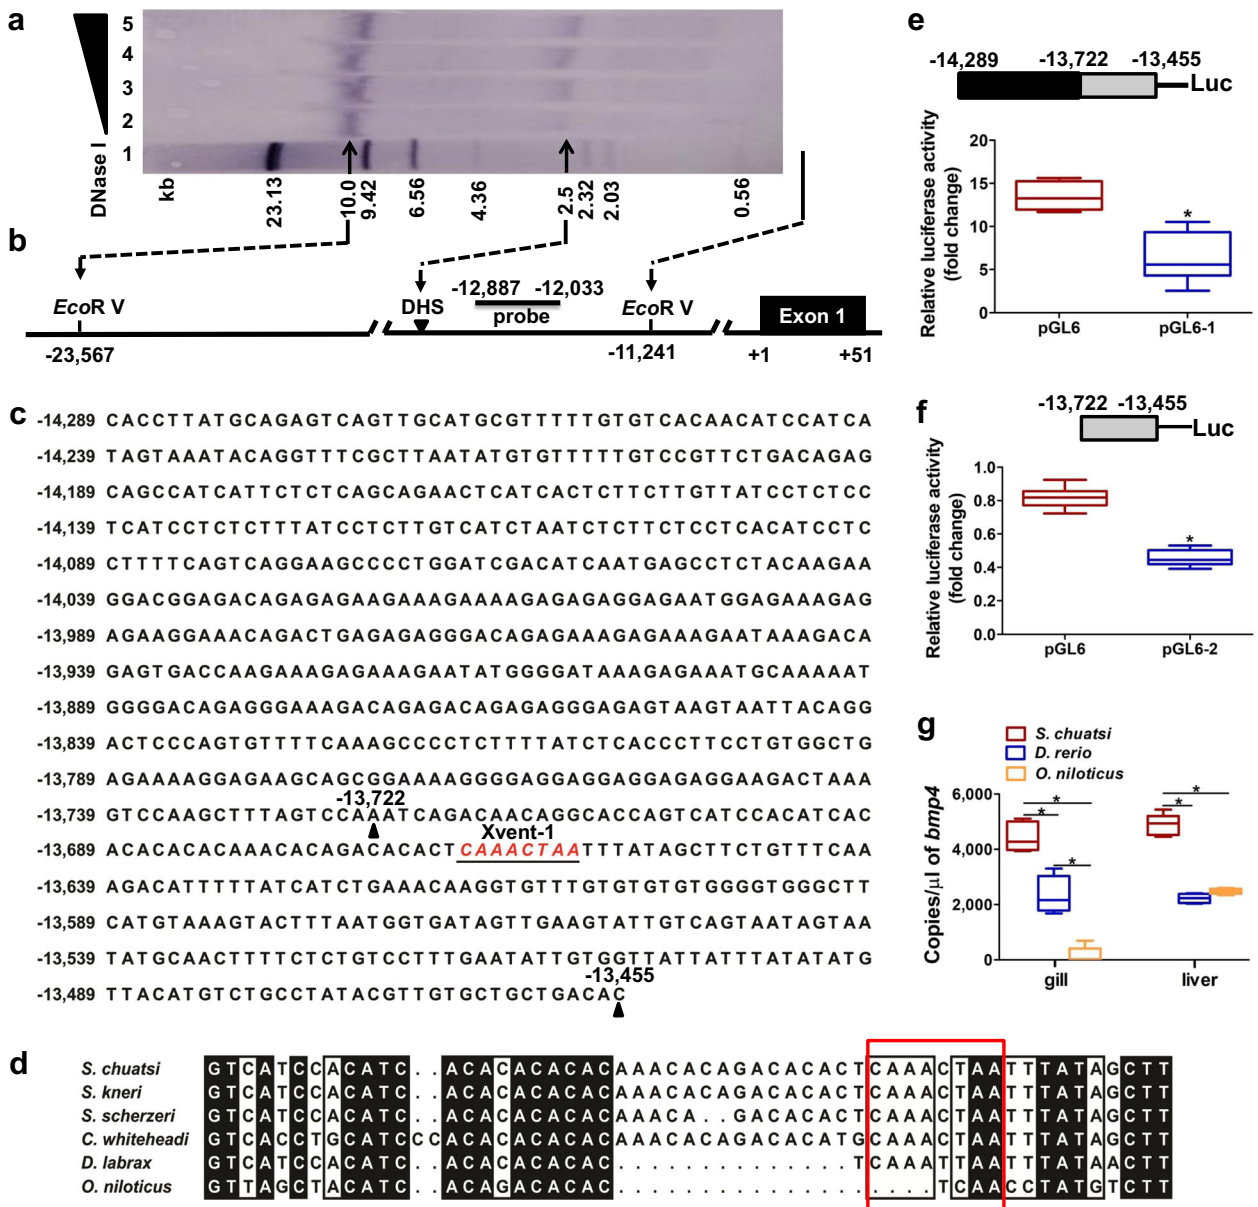 a
5
4
3
2
1
DNase I
kb
23.13
10.0
9.42
6.56
4.36
2.5
2.32
2.03
0.56
b
EcoR V
DHS
-12,887 -12,033
probe
EcoR V
Exon 1
-23,567
-11,241
+1
+51
c
-14,289 CACCTTATGCAGAGTCAGTTGCATGCGTTTTTGTGTCACAACATCCATCA
-14,239 TAGTAAATACAGGTTTCGCTTAATATGTGTTTTTGTCCGTTCTGACAGAG
-14,189 CAGCCATCATTCTCTCAGCAGAACTCATCACTCTTCTTGTTATCCTCTCC
-14,139 TCATCCTCTCTTTATCCTCTTGTCATCTAATCTCTTCTCCTCACATCCTC
-14,089 CTTTTCAGTCAGGAAGCCCCTGGATCGACATCAATGAGCCTCTACAAGAA
-14,039 GGACGGAGACAGAGAGAAGAAAGAAAAGAGAGAGGAGAATGGAGAAAGAG
-13,989 AGAAGGAAACAGACTGAGAGAGGGACAGAGAAAGAGAAAGAATAAAGACA
-13,939 GAGTGACCAAGAAAGAAAGAATATGGGGATAAAGAGAAATGCAAAAAT
-13,889 GGGGACAGAGGGAAAGACAGAGACAGAGAGGGAGAGTAAGTAATTACAGG
-13,839 ACTCCCAGTGTTTTCAAAGCCCCTCTTTTATCTCACCCTTCCTGTGGCTG
-13,789 AGAAAAGGAGAAGCAGCGGAAAAGGGGAGGAGGAGGAGAGGAAGACTAAA
-13,722
-13,739 GTCCAAGCTTTAGTCCAAATCAGACAACAGGCACCAGTCATCCACATCAC
Xvent-1
-13,689 ACACACACAAACACAGACACACTCAAACTAATTTATAGCTTCTGTTTCAA
-13,639 AGACATTTTTATCATCTGAAACAAGGTGTTTGTGTGTGTGGGGTGGGCTT
-13,589 CATGTAAAGTACTTTAATGGTGATAGTTGAAGTATTGTCAGTAATAGTAA
-13,539 TATGCAACTTTTCTCTGTCCTTTGAATATTGTGGTTATTATTTATATATG
-13,455
-13,489 TTACATGTCTGCCTATACGTTGTGCTGCTGACAC
d
S. chuatsi GTCATCCACATC..ACACACACACAAACACAGACACACTCAAACTAATTTATAGCTT
S. kneri GTCATCCACATC..ACACACACACAAACACAGACACACTCAAACTAATTTATAGCTT
S. scherzeri GTCATCCACATC..ACACACACACAAACA..GACACACTCAAACTAATTTATAGCTT
C. whiteheadi GTCACCTGCATCCCACACACACACAAACACAGACACATGCAAACTAATTTATAGCTT
D. labrax GTCATCCACATC..ACACACACAC..............TCAAATTAATTTATAACTT
O. niloticus GTTAGCTACATC..ACAGACACAC...................TCAACCTATGTCTT
e
-14,289 -13,722 -13,455
Luc
Relative luciferase activity
(fold change)
20
15
10
5
0
*
pGL6 pGL6-1
f
-13,722 -13,455
Luc
Relative luciferase activity
(fold change)
1.0
0.8
0.6
0.4
0.2
0.0
*
pGL6 pGL6-2
g
S. chuatsi
D. rerio
O. niloticus
Copies/µl of bmp4
6,000
4,000
2,000
0
*
*
*
*
*
gill liver